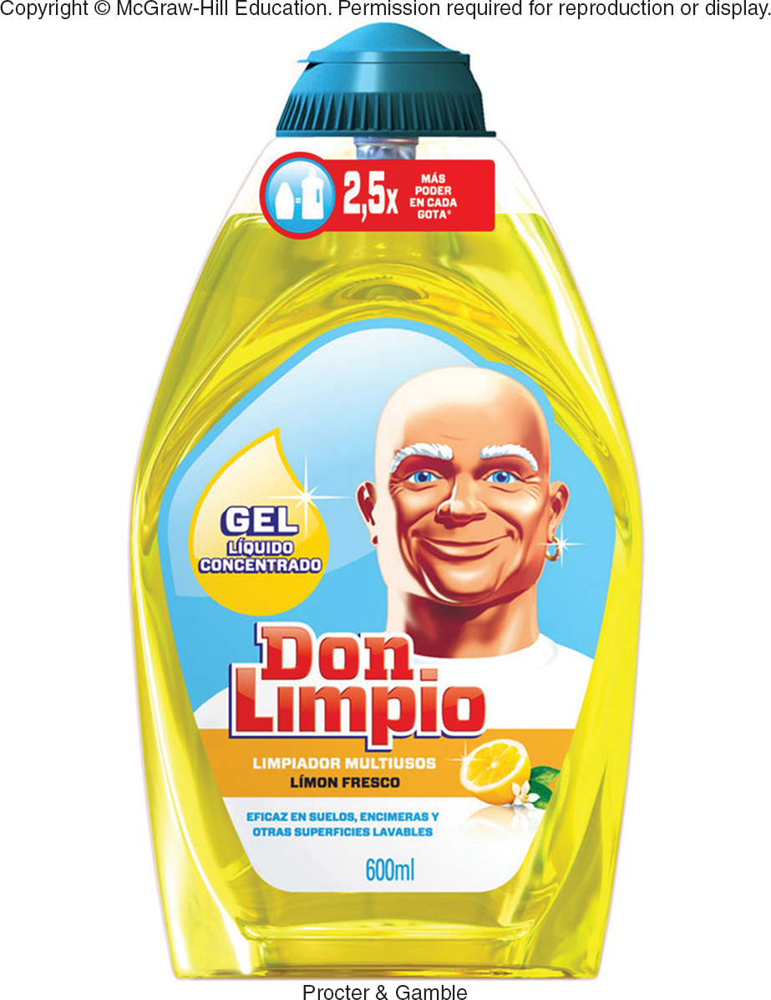 Copyright © McGraw-Hill Education. Permission required for reproduction or display.
2,5x
MÁS
PODER
EN CADA
GOTA*
GEL
LÍQUIDO
CONCENTRADO
Don
Limpio
LIMPIADOR MULTIUSOS
LÍMON FRESCO
EFICAZ EN SUELOS, ENCIMERAS Y
OTRAS SUPERFICIES LAVABLES
600ml
Procter & Gamble